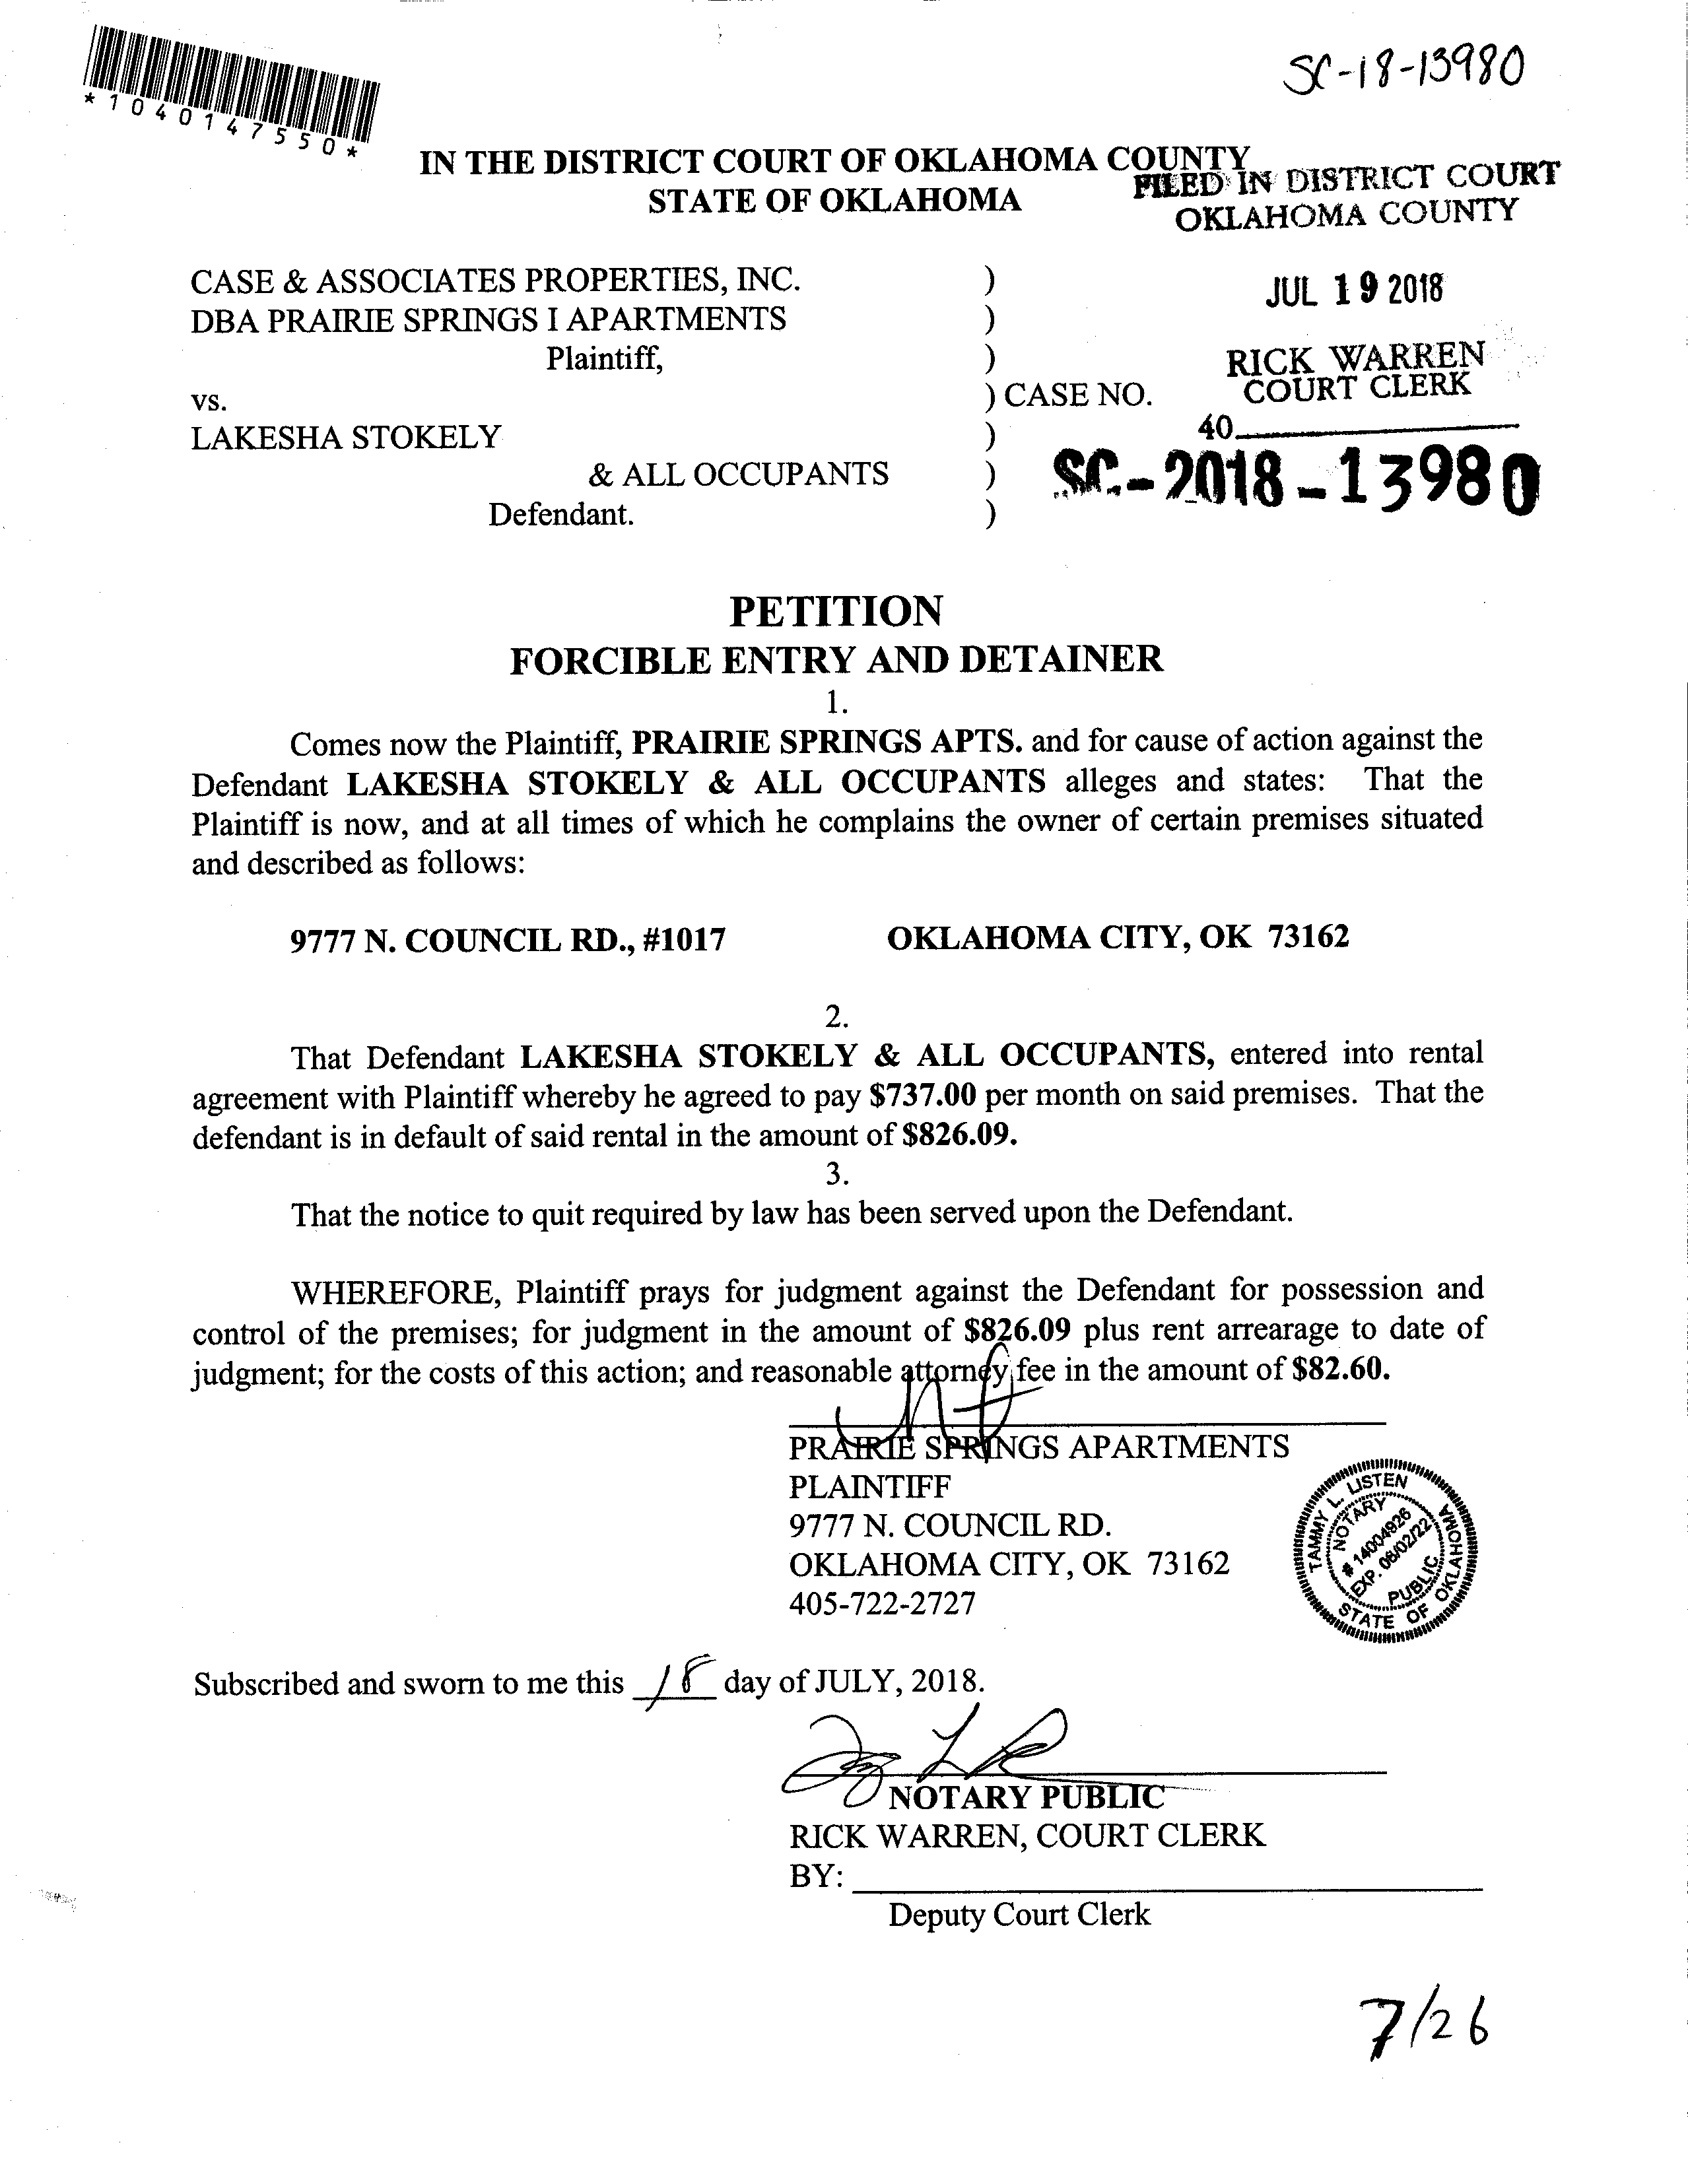 SC-18-13980
*1040147550*
IN THE DISTRICT COURT OF OKLAHOMA COUNTY
STATE OF OKLAHOMA
FILED IN DISTRICT COURT
OKLAHOMA COUNTY
CASE & ASSOCIATES PROPERTIES, INC. )
JUL 19 2018
DBA PRAIRIE SPRINGS I APARTMENTS )
Plaintiff, )
RICK WARREN
COURT CLERK
vs. ) CASE NO.
40
LAKESHA STOKELY )
& ALL OCCUPANTS )
SC-2018-13980
Defendant. )
PETITION
FORCIBLE ENTRY AND DETAINER
1.
Comes now the Plaintiff, PRAIRIE SPRINGS APTS. and for cause of action against the
Defendant LAKESHA STOKELY & ALL OCCUPANTS alleges and states: That the
Plaintiff is now, and at all times of which he complains the owner of certain premises situated
and described as follows:
9777 N. COUNCIL RD., #1017 OKLAHOMA CITY, OK 73162
2.
That Defendant LAKESHA STOKELY & ALL OCCUPANTS, entered into rental
agreement with Plaintiff whereby he agreed to pay $737.00 per month on said premises. That the
defendant is in default of said rental in the amount of $826.09.
3.
That the notice to quit required by law has been served upon the Defendant.
WHEREFORE, Plaintiff prays for judgment against the Defendant for possession and
control of the premises; for judgment in the amount of $826.09 plus rent arrearage to date of
judgment; for the costs of this action; and reasonable attorney fee in the amount of $82.60.
PRAIRIE SPRINGS APARTMENTS
PLAINTIFF
9777 N. COUNCIL RD.
OKLAHOMA CITY, OK 73162
405-722-2727
TAMMY L. LISTEN
NOTARY
# 14004926
EXP. 06/02/22
PUBLIC
STATE OF OKLAHOMA
Subscribed and sworn to me this 18 day of JULY, 2018.
NOTARY PUBLIC
RICK WARREN, COURT CLERK
BY:
Deputy Court Clerk
7/26